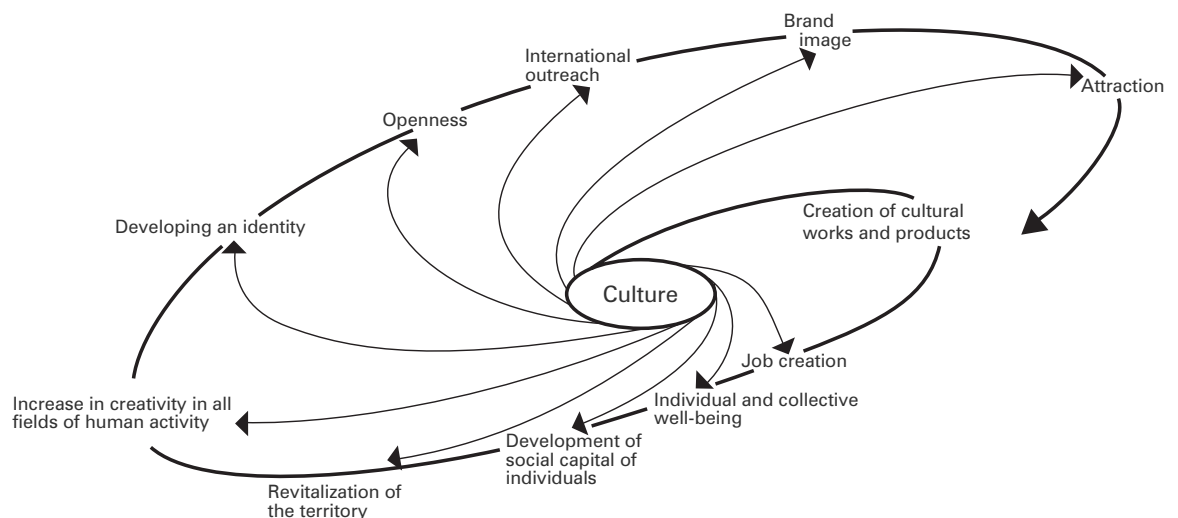 Brand
image
International
outreach
Attraction
Openness
Creation of cultural
works and products
Developing an identity
Culture
Job creation
Individual and collective
well-being
Increase in creativity in all
fields of human activity
Development of
social capital of
individuals
Revitalization of
the territory